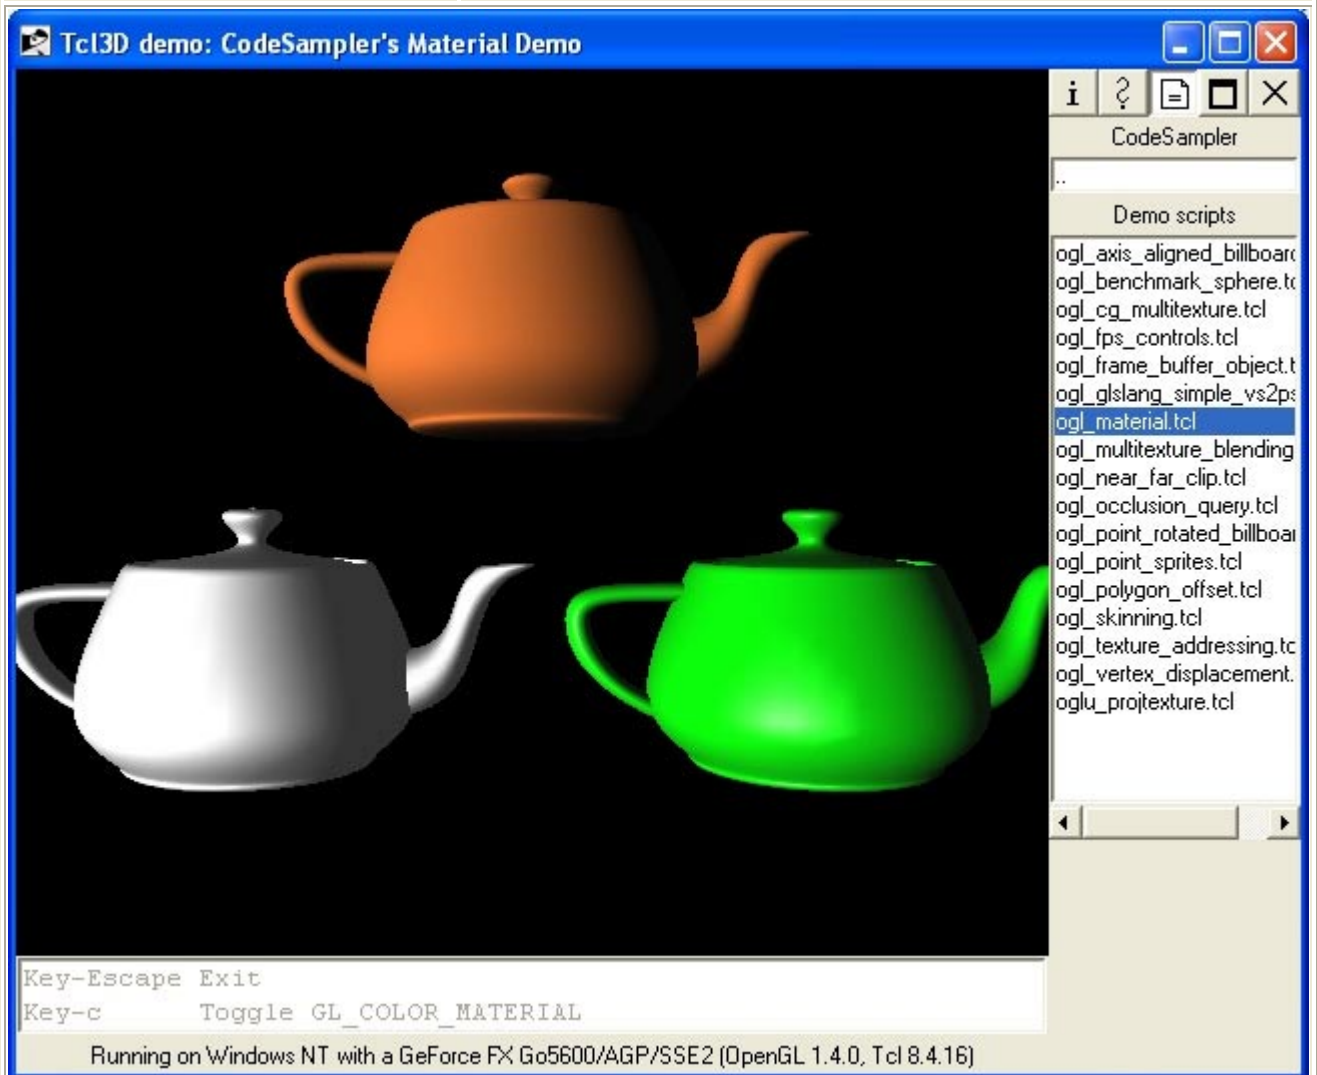 Tcl3D demo: CodeSampler's Material Demo
CodeSampler
..
Demo scripts
ogl_axis_aligned_billboard
ogl_benchmark_sphere.tc
ogl_cg_multitexture.tcl
ogl_fps_controls.tcl
ogl_frame_buffer_object.t
ogl_glslang_simple_vs2ps
ogl_material.tcl
ogl_multitexture_blending
ogl_near_far_clip.tcl
ogl_occlusion_query.tcl
ogl_point_rotated_billboar
ogl_point_sprites.tcl
ogl_polygon_offset.tcl
ogl_skinning.tcl
ogl_texture_addressing.tc
ogl_vertex_displacement.
oglu_projtexture.tcl
Key-Escape Exit
Key-c Toggle GL_COLOR_MATERIAL
Running on Windows NT with a GeForce FX Go5600/AGP/SSE2 (OpenGL 1.4.0, Tcl 8.4.16)